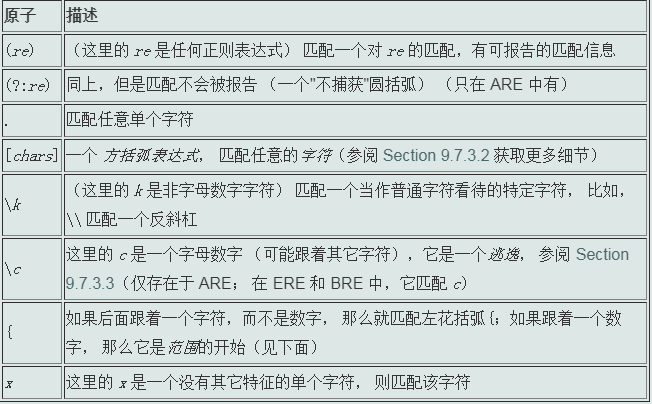 原子 描述
(re) （这里的 re 是任何正则表达式） 匹配一个对 re 的匹配，有可报告的匹配信息
(?:re) 同上，但是匹配不会被报告 （一个"不捕获"圆括弧） （只在 ARE 中有）
. 匹配任意单个字符
[chars] 一个 方括弧表达式， 匹配任意的字符（参阅 Section 9.7.3.2 获取更多细节）
\k （这里的 k 是非字母数字字符） 匹配一个当作普通字符看待的特定字符， 比如，
\\ 匹配一个反斜杠
\c 这里的 c 是一个字母数字 （可能跟着其它字符），它是一个逃逸， 参阅 Section
9.7.3.3（仅存在于 ARE； 在 ERE 和 BRE 中，它匹配 c）
{ 如果后面跟着一个字符，而不是数字， 那么就匹配左花括弧{；如果跟着一个数
字， 那么它是范围的开始（见下面）
x 这里的 x 是一个没有其它特征的单个字符， 则匹配该字符